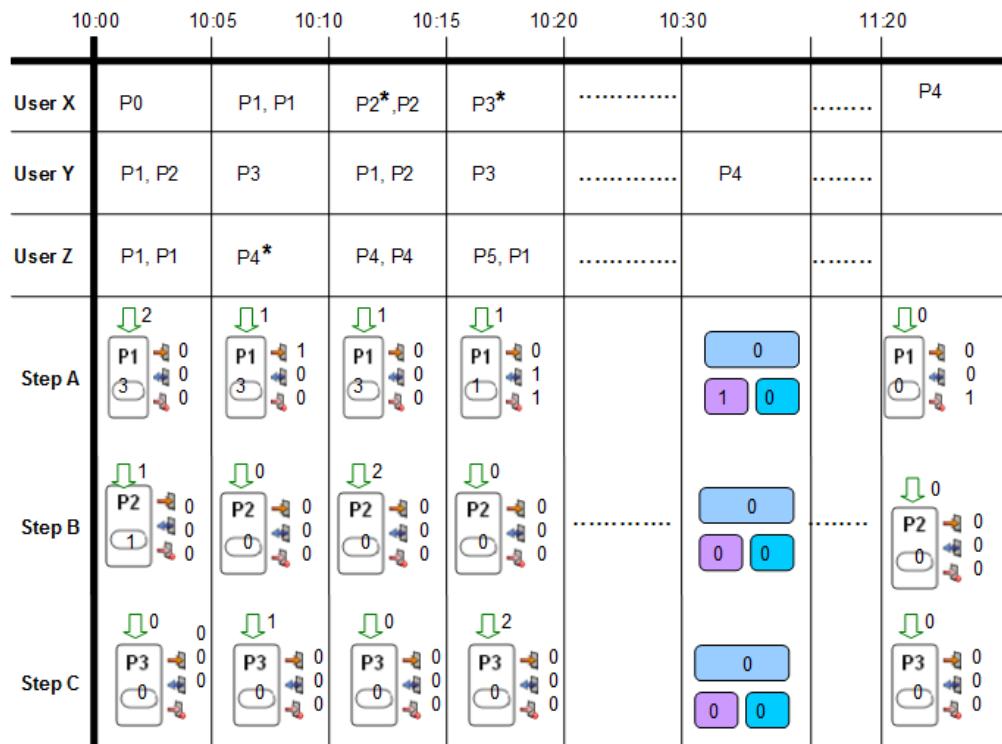 10:00 10:05 10:10 10:15 10:20 10:30 11:20
User X P0 P1, P1 P2*,P2 P3* ............. ....... P4
User Y P1, P2 P3 P1, P2 P3 ............. P4 .......
User Z P1, P1 P4* P4, P4 P5, P1 ............. .......
2 1 1 1 0
Step A
P1 3 0 0 0
P1 3 1 0 0
P1 3 0 0 0
P1 1 0 1 1
0
1 0
P1 0 0 0 1
1 0 2 0 0
Step B
P2 1 0 0 0
P2 0 0 0 0
P2 0 0 0 0
P2 0 0 0 0
............. .......
0
0 0
P2 0 0 0 0
0 1 0 2 0
Step C
P3 0 0 0 0
P3 0 0 0 0
P3 0 0 0 0
P3 0 0 0 0
0
0 0
P3 0 0 0 0